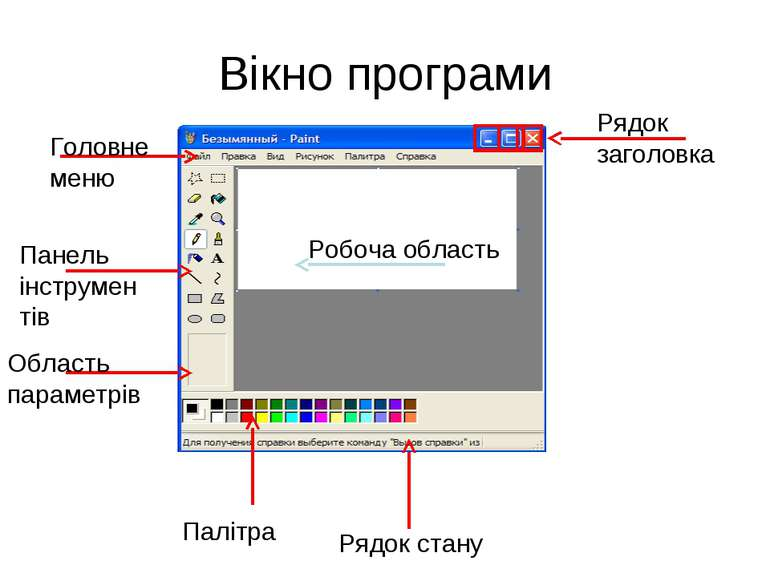 Вікно програми
Рядок
заголовка
Головне
меню
Безымянный - Paint
Файл Правка Вид Рисунок Палитра Справка
Робоча область
Панель
інструмен
тів
A
Область
параметрів
Для получения справки выберите команду "Вызов справки" из
Палітра
Рядок стану